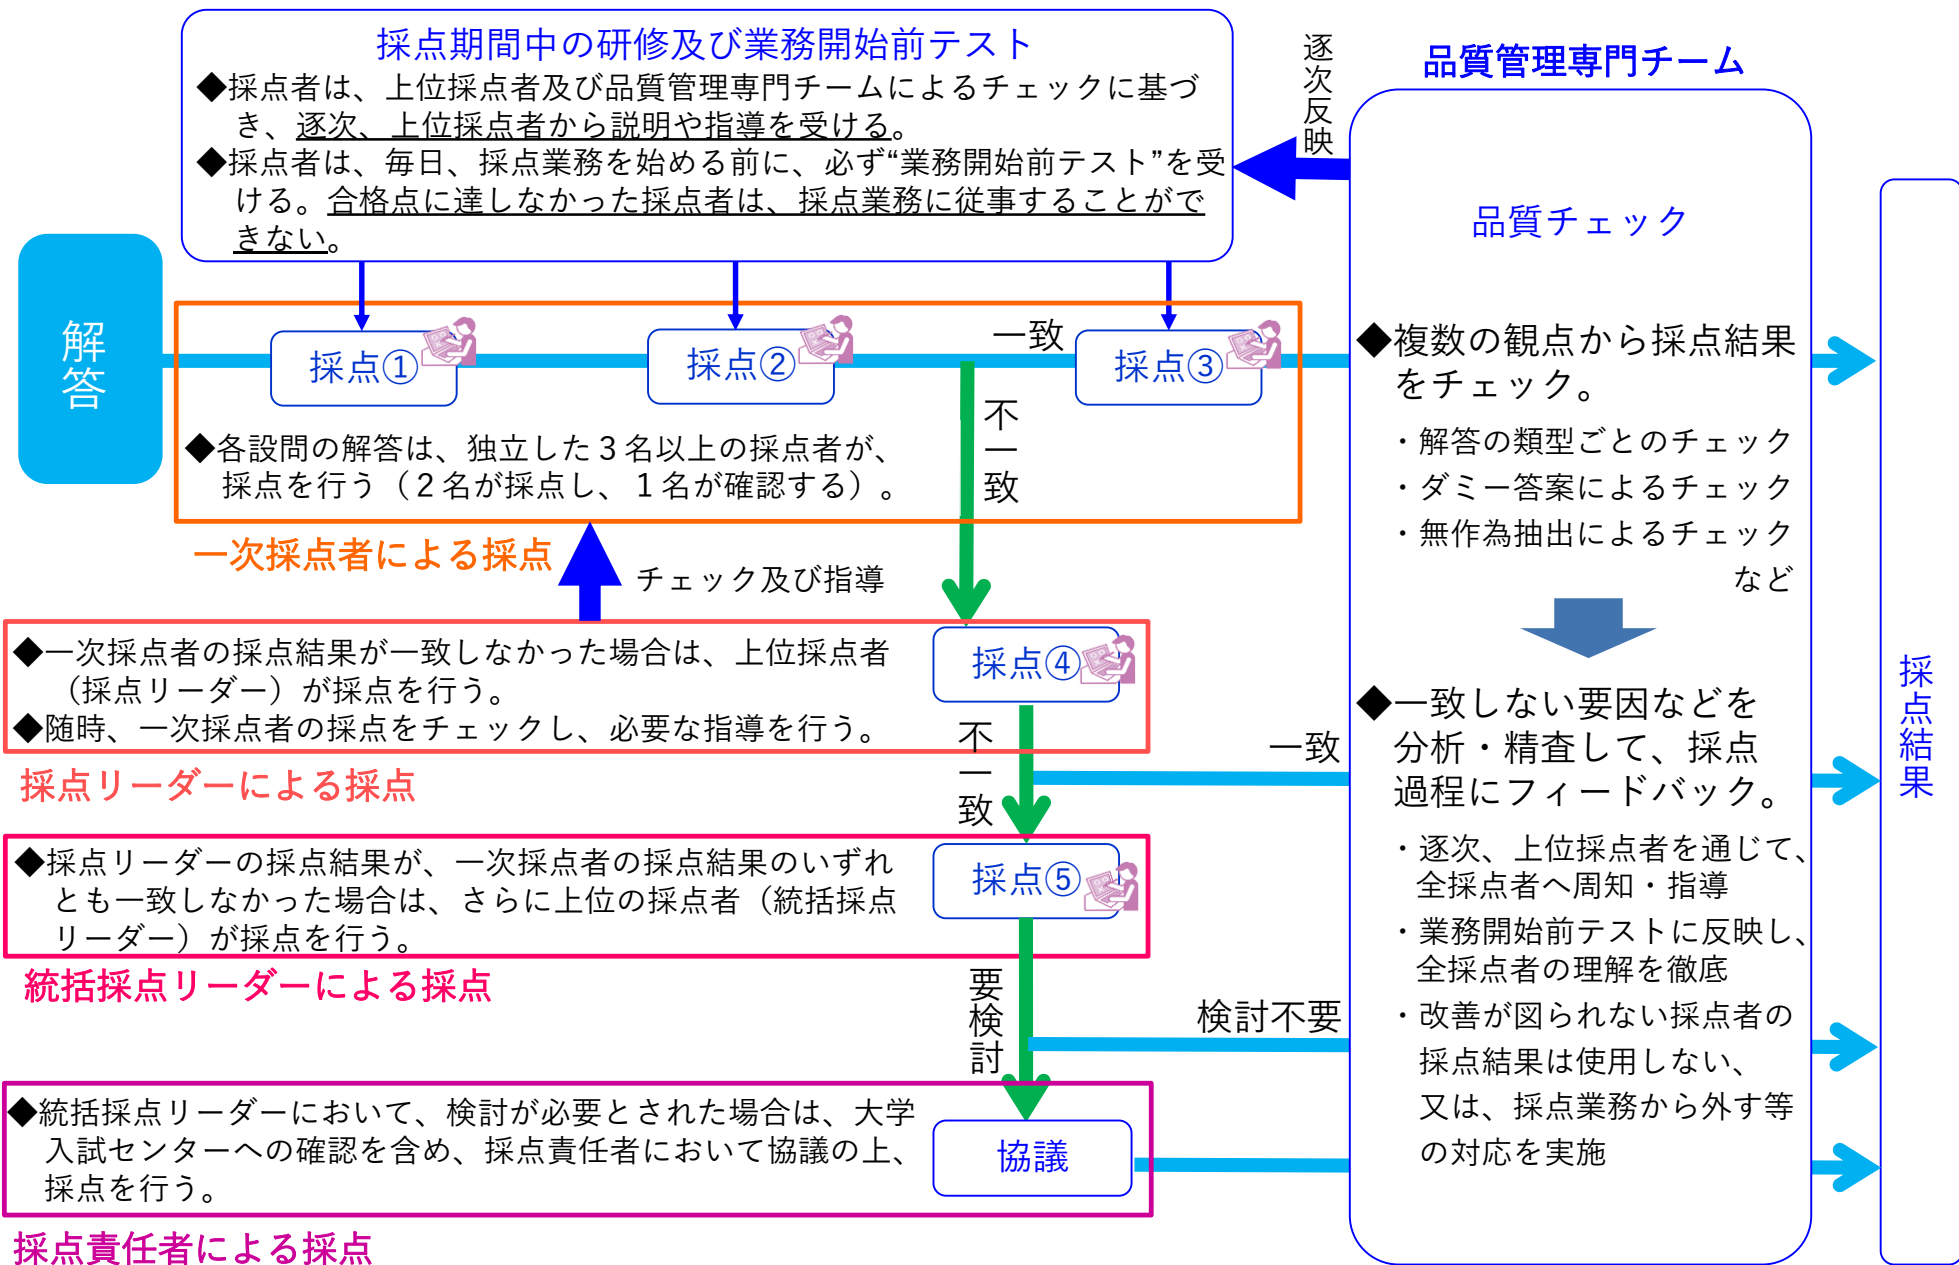 採点期間中の研修及び業務開始前テスト
◆採点者は、上位採点者及び品質管理専門チームによるチェックに基づ
き、逐次、上位採点者から説明や指導を受ける。
◆採点者は、毎日、採点業務を始める前に、必ず“業務開始前テスト”を受
ける。合格点に達しなかった採点者は、採点業務に従事することがで
きない。
逐次反映
品質管理専門チーム
解答
採点①
採点②
一致
採点③
不一致
◆各設問の解答は、独立した３名以上の採点者が、
採点を行う（２名が採点し、１名が確認する）。
一次採点者による採点
チェック及び指導
◆一次採点者の採点結果が一致しなかった場合は、上位採点者
（採点リーダー）が採点を行う。
◆随時、一次採点者の採点をチェックし、必要な指導を行う。
採点④
採点リーダーによる採点
不一致
一致
◆採点リーダーの採点結果が、一次採点者の採点結果のいずれ
とも一致しなかった場合は、さらに上位の採点者（統括採点
リーダー）が採点を行う。
採点⑤
統括採点リーダーによる採点
要検討
検討不要
◆統括採点リーダーにおいて、検討が必要とされた場合は、大学
入試センターへの確認を含め、採点責任者において協議の上、
採点を行う。
協議
採点責任者による採点
品質チェック
◆複数の観点から採点結果
をチェック。
・解答の類型ごとのチェック
・ダミー答案によるチェック
・無作為抽出によるチェック
など
◆一致しない要因などを
分析・精査して、採点
過程にフィードバック。
・逐次、上位採点者を通じて、
全採点者へ周知・指導
・業務開始前テストに反映し、
全採点者の理解を徹底
・改善が図られない採点者の
採点結果は使用しない、
又は、採点業務から外す等
の対応を実施
採点結果